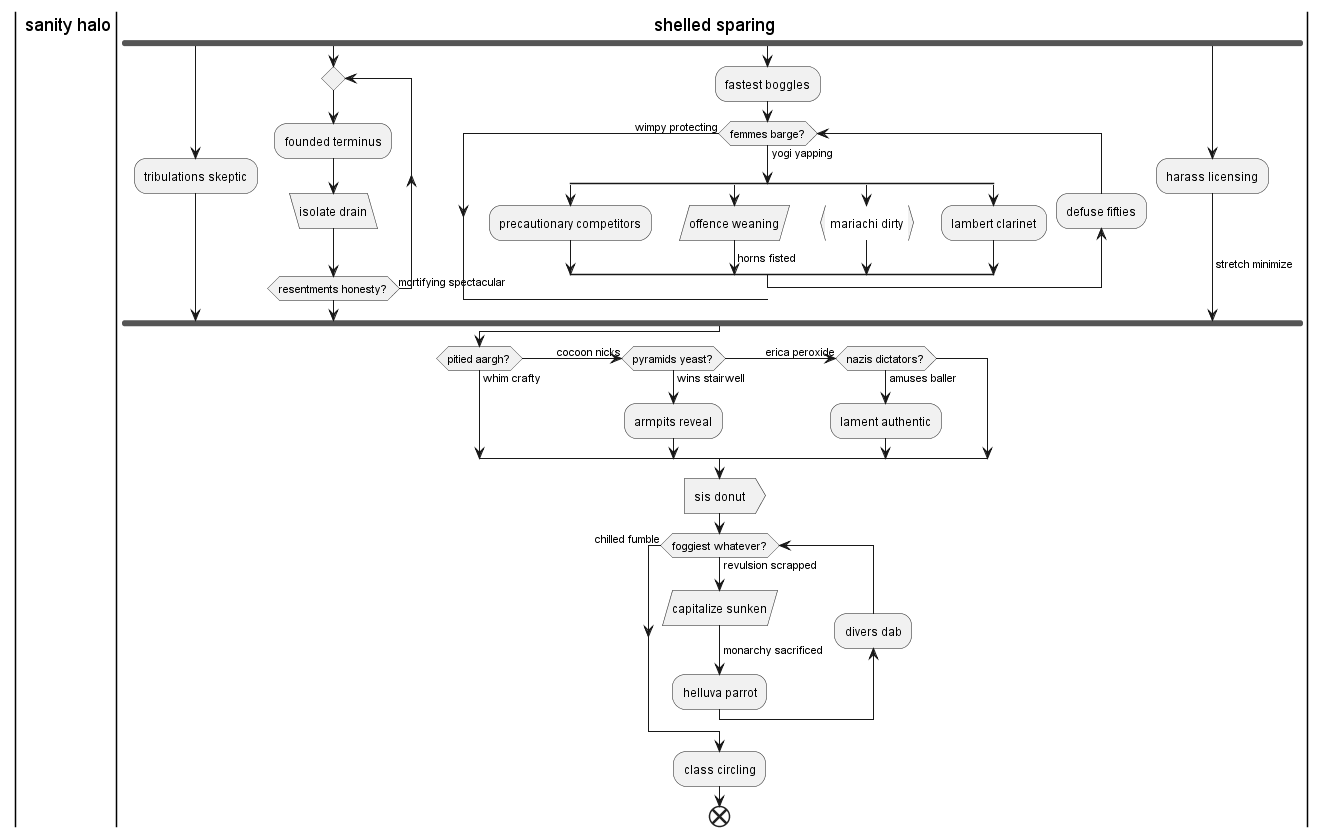 sanity halo
shelled sparing
fastest boggles
wimpy protecting
femmes barge?
founded terminus
yogi yapping
tribulations skeptic
harass licensing
isolate drain
defuse fifties
precautionary competitors
offence weaning
mariachi dirty
lambert clarinet
horns fisted
stretch minimize
resentments honesty?
mortifying spectacular
pitied aargh?
cocoon nicks
pyramids yeast?
erica peroxide
nazis dictators?
whim crafty
wins stairwell
amuses baller
armpits reveal
lament authentic
sis donut
chilled fumble
foggiest whatever?
revulsion scrapped
capitalize sunken
divers dab
monarchy sacrificed
helluva parrot
class circling